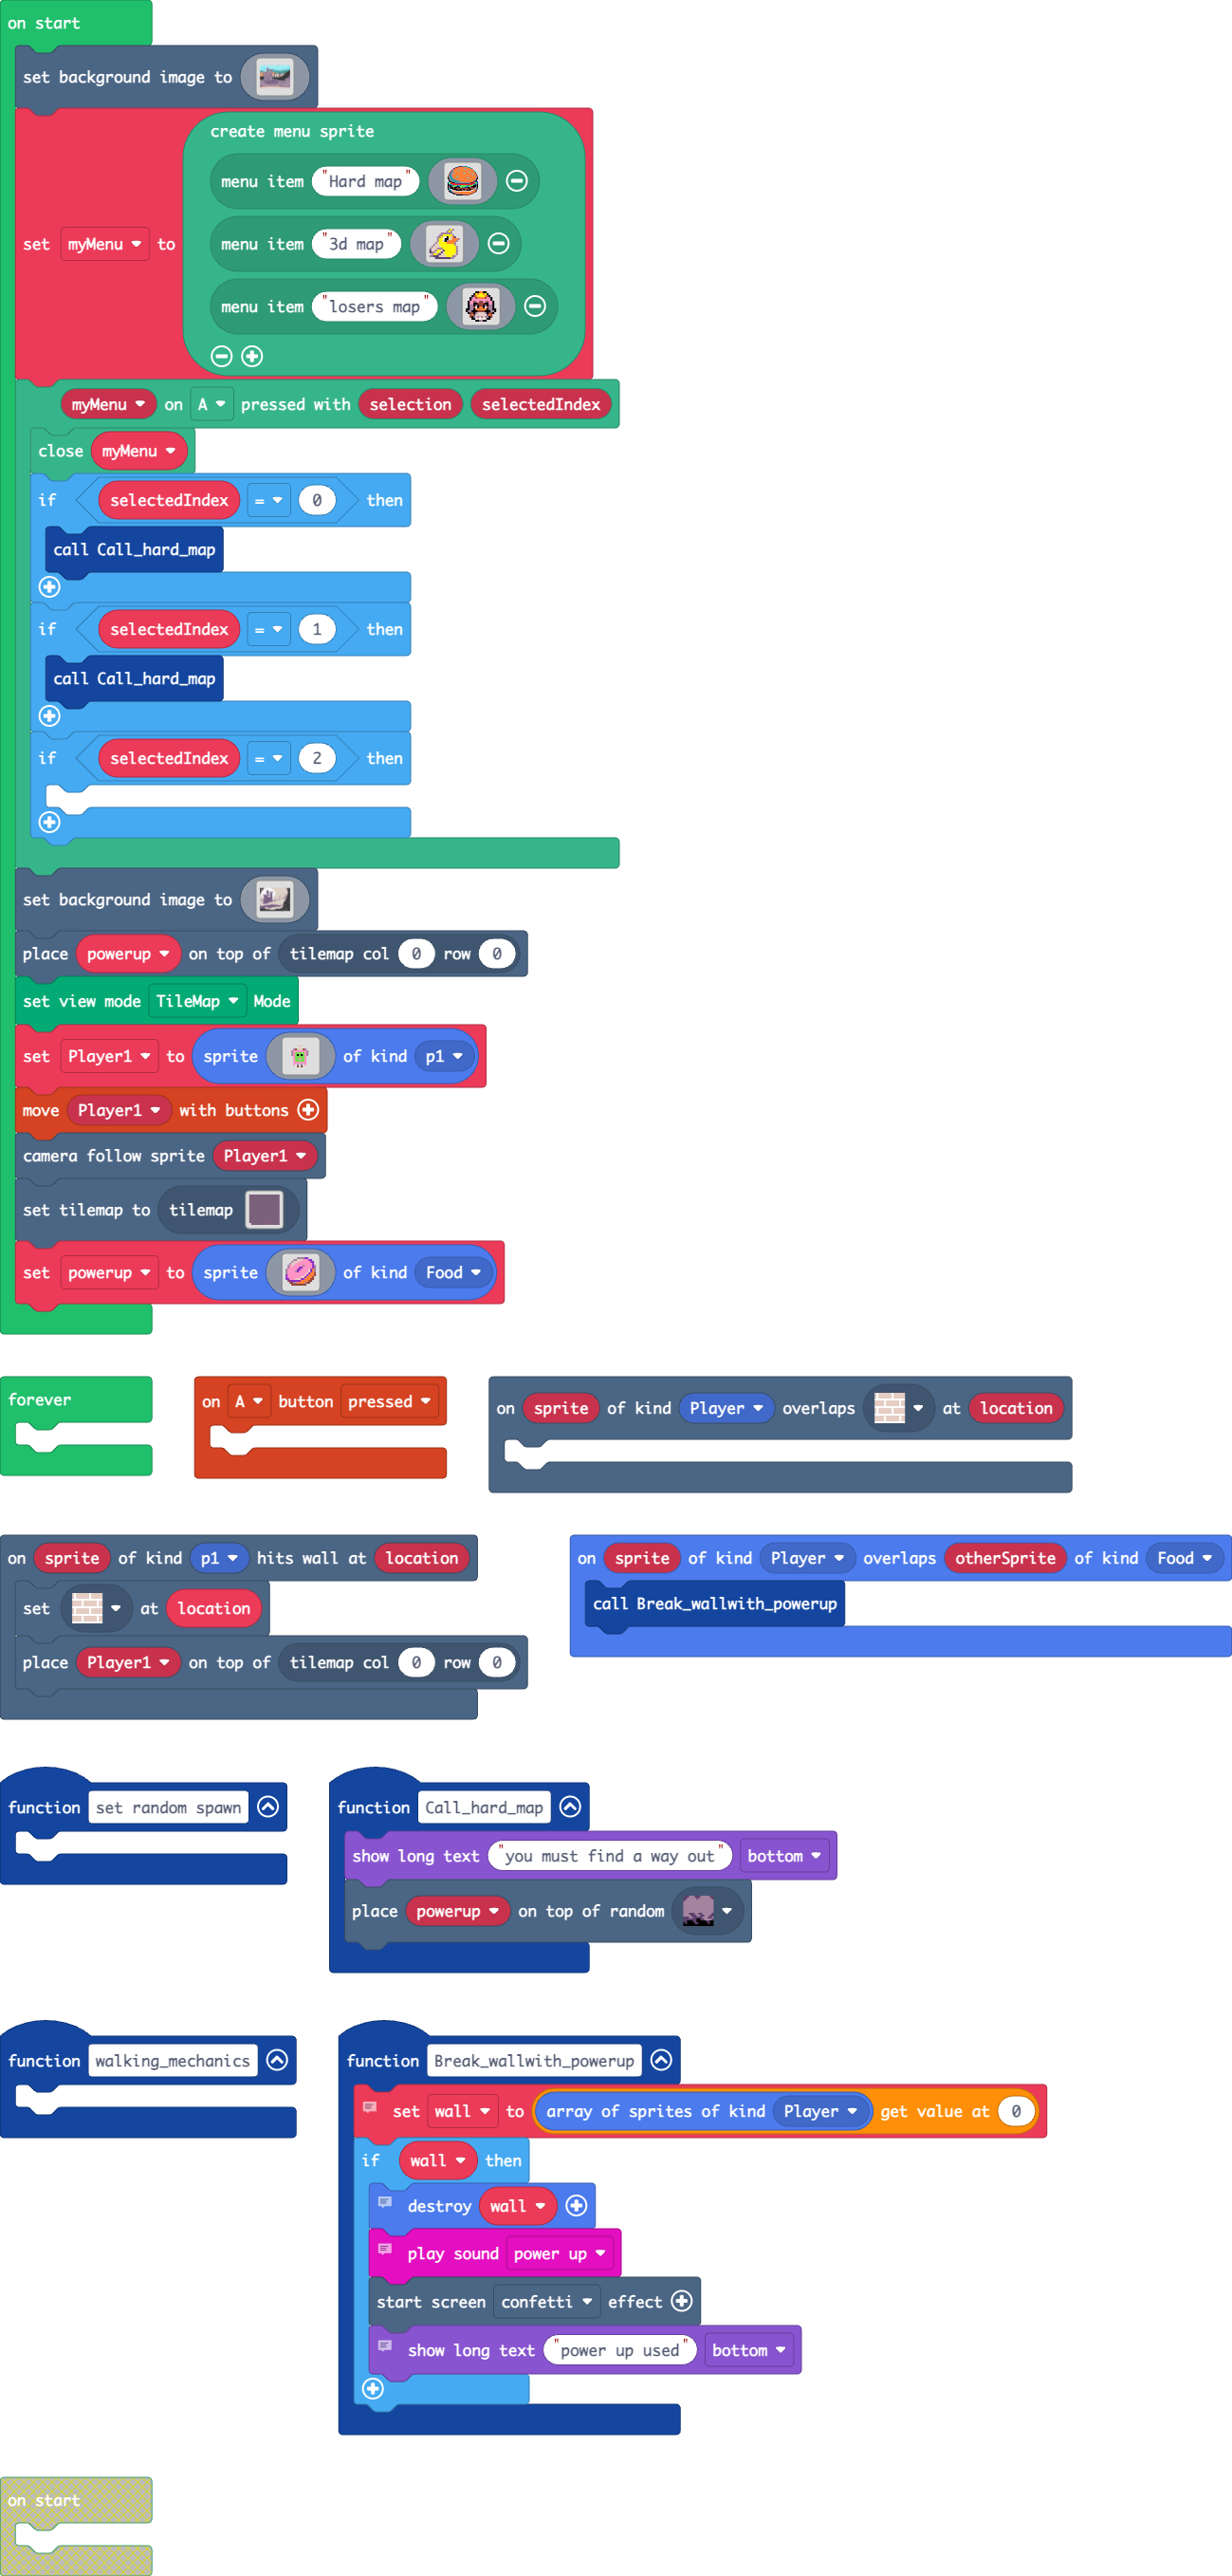 on start
set background image to
create menu sprite
menu item "Hard map"
menu item "3d map"
set myMenu to
menu item "losers map"
myMenu on A pressed with selection selectedIndex
close myMenu
if selectedIndex = 0 then
call Call_hard_map
if selectedIndex = 1 then
call Call_hard_map
if selectedIndex = 2 then
set background image to
place powerup on top of tilemap col 0 row 0
set view mode TileMap Mode
set Player1 to sprite of kind p1
move Player1 with buttons
camera follow sprite Player1
set tilemap to tilemap
set powerup to sprite of kind Food
forever
on A button pressed
on sprite of kind Player overlaps at location
on sprite of kind p1 hits wall at location
set at location
place Player1 on top of tilemap col 0 row 0
on sprite of kind Player overlaps otherSprite of kind Food
call Break_wallwith_powerup
function set random spawn
function Call_hard_map
show long text "you must find a way out" bottom
place powerup on top of random
function walking_mechanics
function Break_wallwith_powerup
set wall to array of sprites of kind Player get value at 0
if wall then
destroy wall
play sound power up
start screen confetti effect
show long text "power up used" bottom
on start